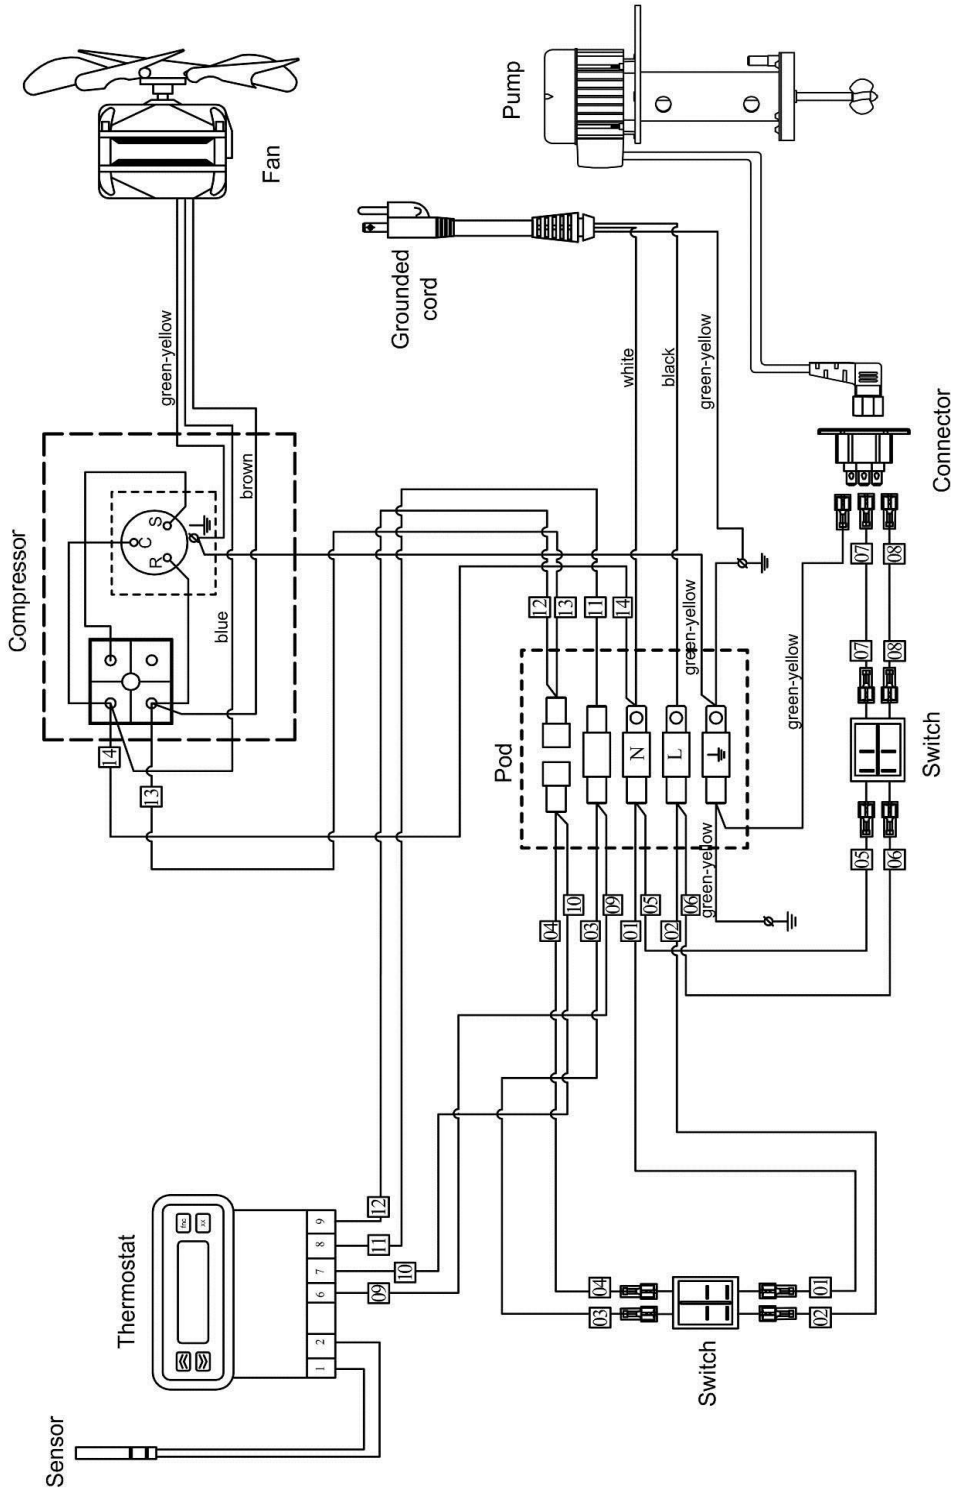 Sensor
Thermostat
Compressor
Fan
fnc
xx
1
2
6
7
8
9
14
13
R
C
S
blue
brown
green-yellow
09
10
11
12
Grounded
cord
Pump
Pod
04
10
03
09
01
05
02
06
12
13
11
14
N
L
white
black
green-yellow
green-yellow
green-yellow
green-yellow
03
04
02
01
Switch
05
06
07
08
07
08
Switch
Connector